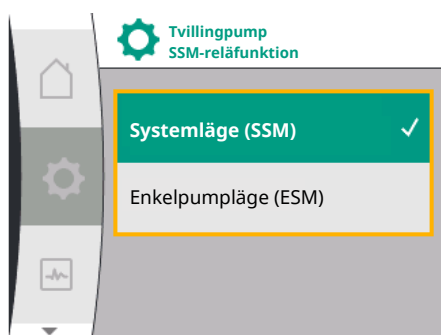 Tvillingpump
SSM-reläfunktion
Systemläge (SSM)
Enkelpumpläge (ESM)